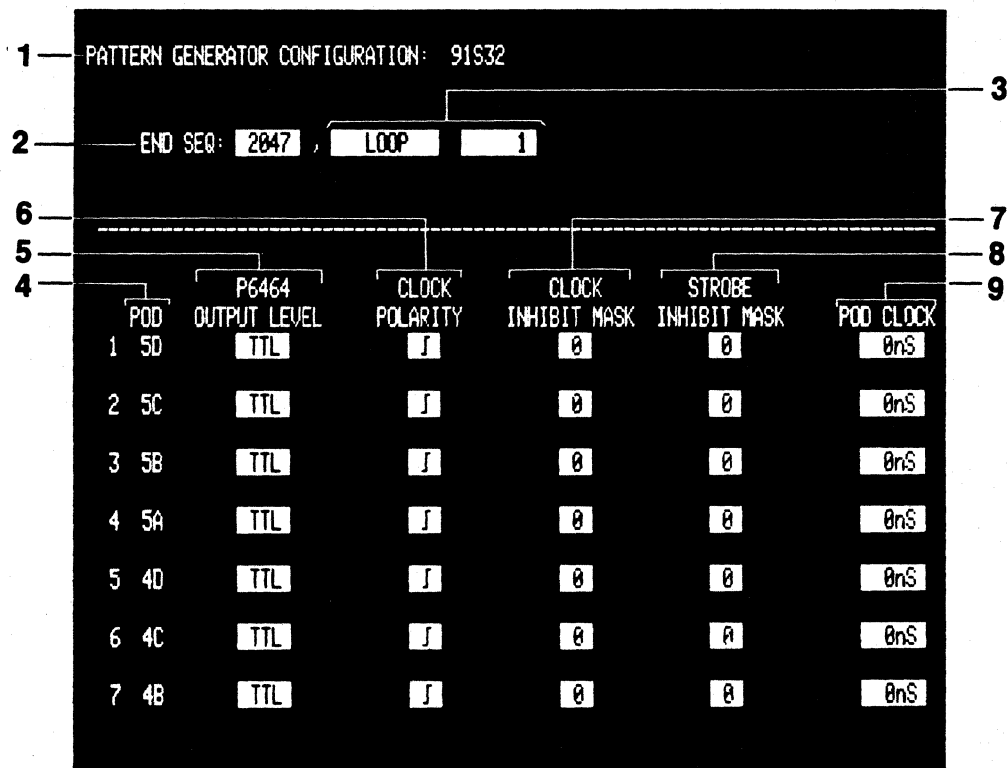 1 PATTERN GENERATOR CONFIGURATION: 91S32
3
2 END SEQ: 2047 , LOOP 1
6 7
5 8
4 9
P6464 CLOCK CLOCK STROBE
POD OUTPUT LEVEL POLARITY INHIBIT MASK INHIBIT MASK POD CLOCK
1 5D TTL ʃ 0 0 0nS
2 5C TTL ʃ 0 0 0nS
3 5B TTL ʃ 0 0 0nS
4 5A TTL ʃ 0 0 0nS
5 4D TTL ʃ 0 0 0nS
6 4C TTL ʃ 0 0 0nS
7 4B TTL ʃ 0 0 0nS